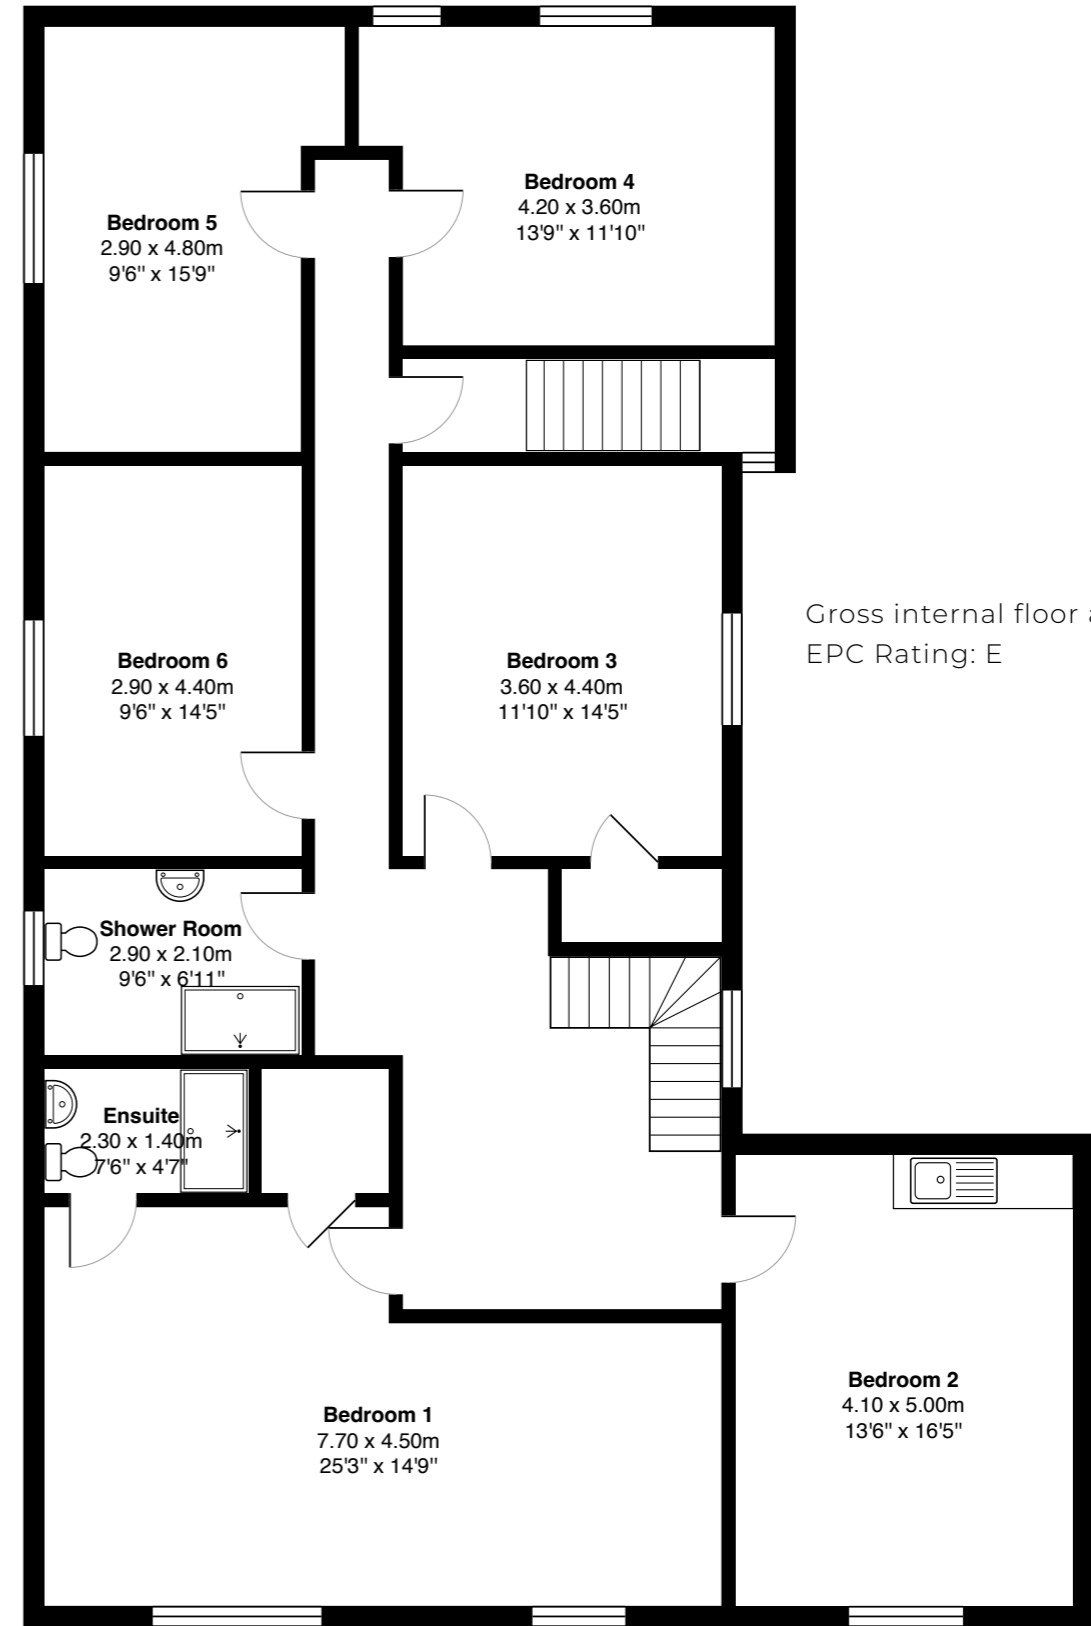 Bedroom 4
4.20 x 3.60m
13'9" x 11'10"
Bedroom 5
2.90 x 4.80m
9'6" x 15'9"
Gross internal floor
EPC Rating: E
Bedroom 6
2.90 x 4.40m
9'6" x 14'5"
Bedroom 3
3.60 x 4.40m
11'10" x 14'5"
Shower Room
2.90 x 2.10m
9'6" x 6'11"
Ensuite
2.30 x 1.40m
7'6" x 4'7"
Bedroom 2
4.10 x 5.00m
13'6" x 16'5"
Bedroom 1
7.70 x 4.50m
25'3" x 14'9"